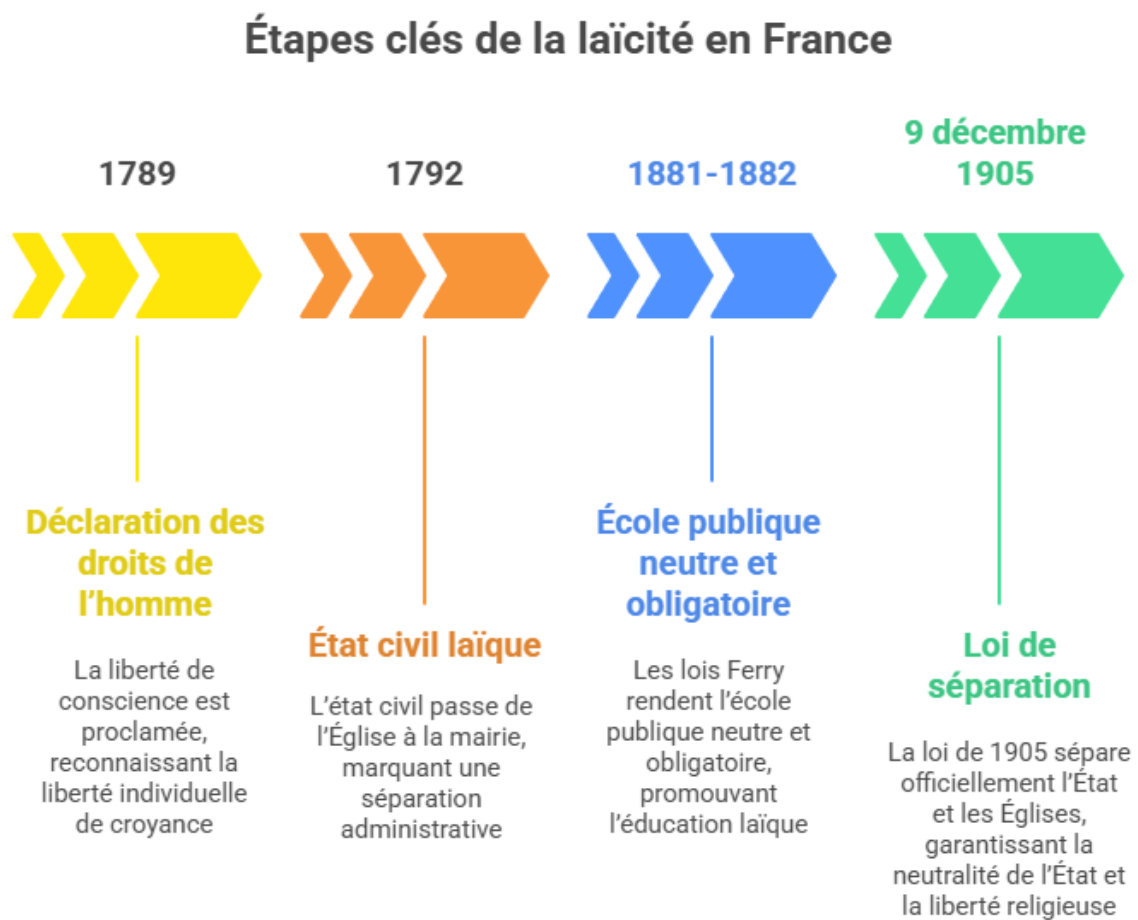 Étapes clés de la laïcité en France
1789
1792
1881-1882
9 décembre
1905
Déclaration des
droits de
l’homme
La liberté de
conscience est
proclamée,
reconnaissant la
liberté individuelle
de croyance
État civil laïque
L’état civil passe de
l’Église à la mairie,
marquant une
séparation
administrative
École publique
neutre et
obligatoire
Les lois Ferry
rendent l’école
publique neutre et
obligatoire,
promouvant
l’éducation laïque
Loi de
séparation
La loi de 1905 sépare
officiellement l’État
et les Églises,
garantissant la
neutralité de l’État et
la liberté religieuse